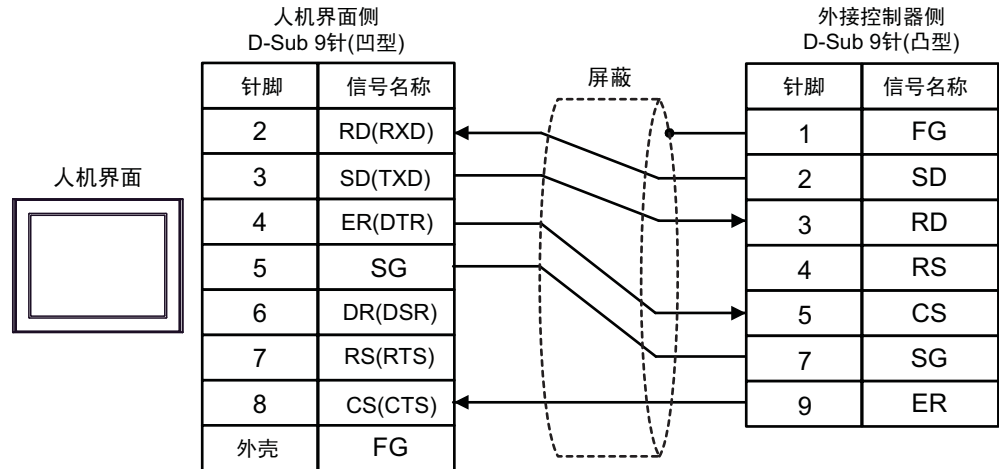 人机界面侧
D-Sub 9针(凹型)
外接控制器侧
D-Sub 9针(凸型)
屏蔽
人机界面
针脚 信号名称
2 RD(RXD)
3 SD(TXD)
4 ER(DTR)
5 SG
6 DR(DSR)
7 RS(RTS)
8 CS(CTS)
外壳 FG
针脚 信号名称
1 FG
2 SD
3 RD
4 RS
5 CS
7 SG
9 ER